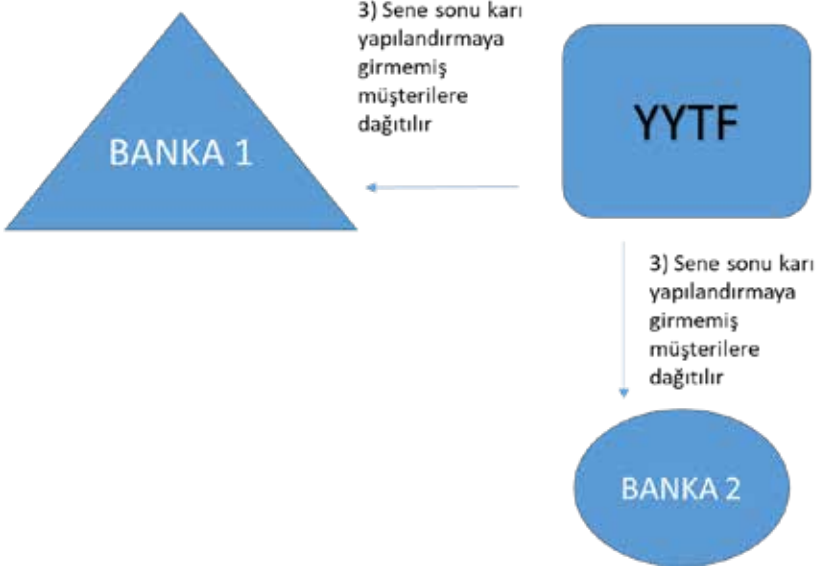 3) Sene sonu karı
yapılandırmaya
girmemiş
müşterilere
dağıtılır
BANKA 1
YYTF
3) Sene sonu karı
yapılandırmaya
girmemiş
müşterilere
dağıtılır
BANKA 2